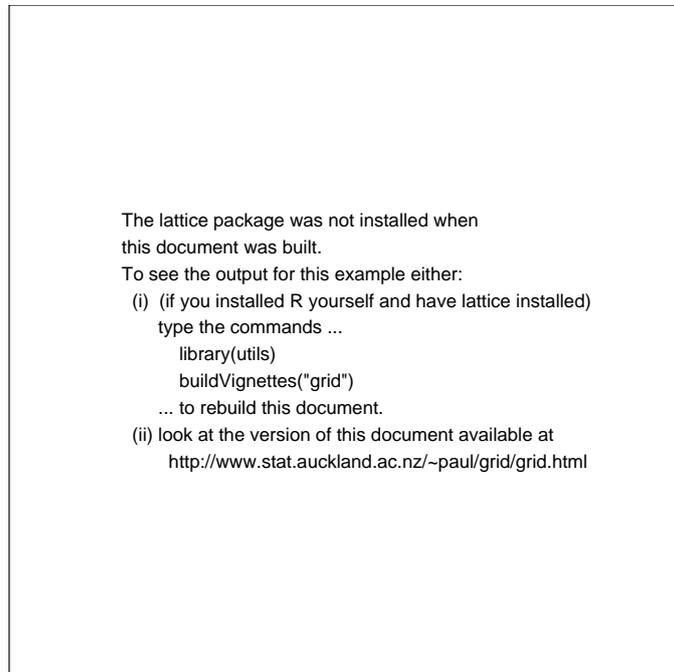 The lattice package was not installed when
this document was built.
To see the output for this example either:
(i) (if you installed R yourself and have lattice installed)
type the commands ...
library(utils)
buildVignettes("grid")
... to rebuild this document.
(ii) look at the version of this document available at
http://www.stat.auckland.ac.nz/~paul/grid/grid.html